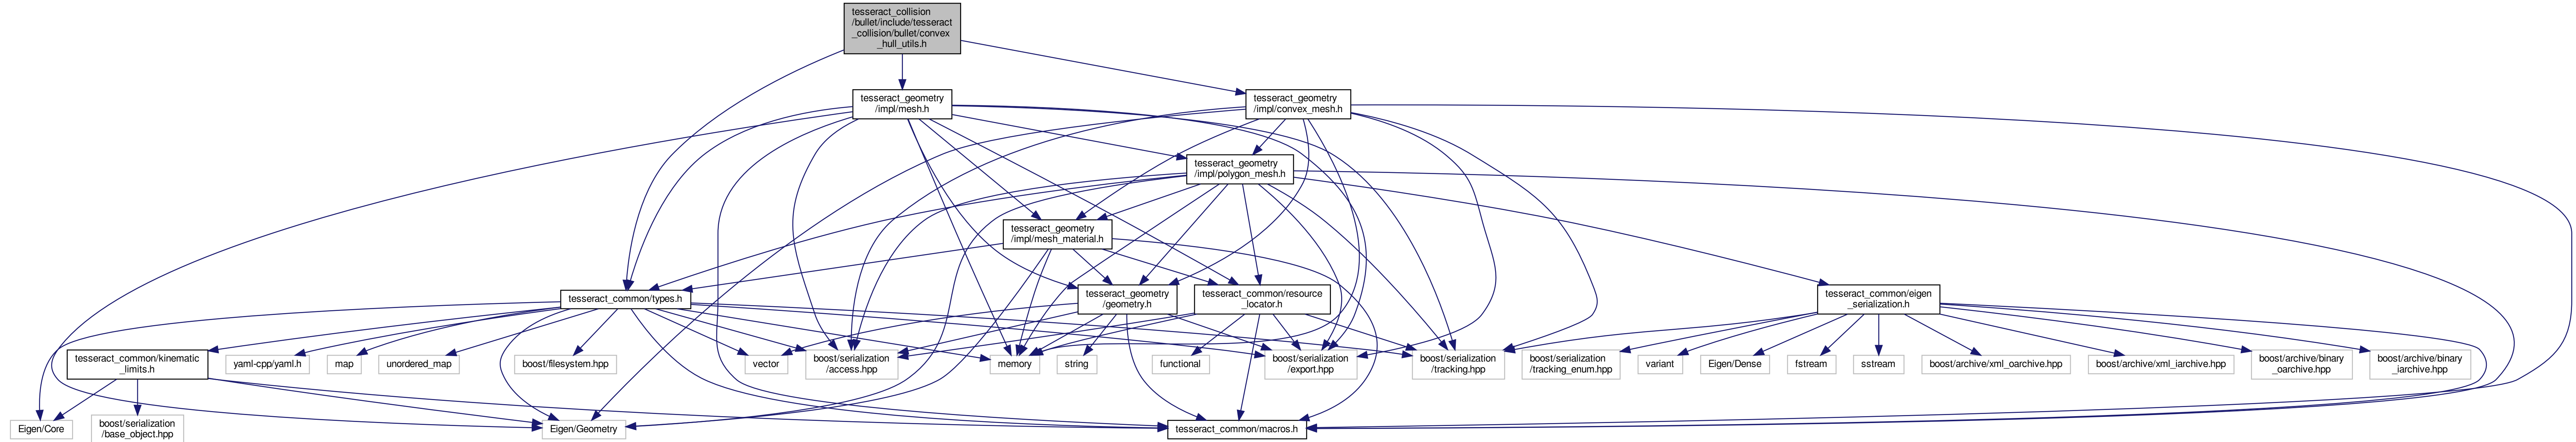 tesseract_collision
/bullet/include/tesseract
_collision/bullet/convex
_hull_utils.h
tesseract_geometry
/impl/mesh.h
tesseract_geometry
/impl/convex_mesh.h
tesseract_geometry
/impl/polygon_mesh.h
tesseract_geometry
/impl/mesh_material.h
tesseract_common/types.h
tesseract_geometry
/geometry.h
tesseract_common/resource
_locator.h
tesseract_common/eigen
_serialization.h
tesseract_common/kinematic
_limits.h
yaml-cpp/yaml.h
map
unordered_map
boost/filesystem.hpp
vector
boost/serialization
/access.hpp
memory
string
functional
boost/serialization
/export.hpp
boost/serialization
/tracking.hpp
boost/serialization
/tracking_enum.hpp
variant
Eigen/Dense
fstream
sstream
boost/archive/xml_oarchive.hpp
boost/archive/xml_iarchive.hpp
boost/archive/binary
_oarchive.hpp
boost/archive/binary
_iarchive.hpp
Eigen/Core
boost/serialization
/base_object.hpp
Eigen/Geometry
tesseract_common/macros.h